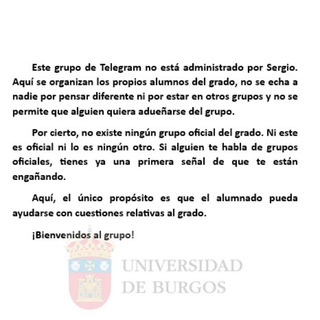 Este grupo de Telegram no está administrado por Sergio.
Aquí se organizan los propios alumnos del grado, no se echa a
nadie por pensar diferente ni por estar en otros grupos y no se
permite que alguien quiera adueñarse del grupo.
Por cierto, no existe ningún grupo oficial del grado. Ni este
es oficial ni lo es ningún otro. Si alguien te habla de grupos
oficiales, tienes ya una primera señal de que te están
engañando.
Aquí, el único propósito es que el alumnado pueda
ayudarse con cuestiones relativas al grado.
¡Bienvenidos al grupo!
UNIVERSIDAD
DE BURGOS